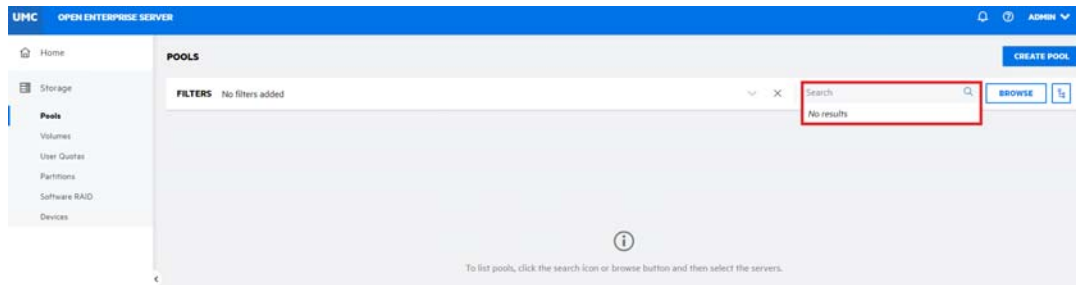 UMC OPEN ENTERPRISE SERVER ADMIN
Home
POOLS CREATE POOL
Storage
FILTERS No filters added Search BROWSE
No results
Pools
Volumes
User Quotas
Partitions
Software RAID
Devices
To list pools, click the search icon or browse button and then select the servers.